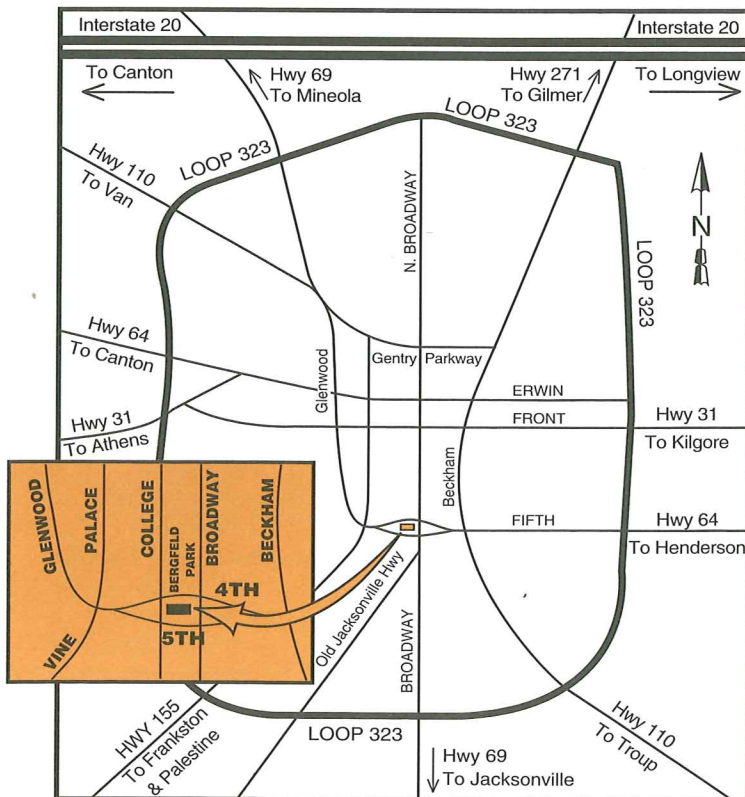 Interstate 20
Interstate 20
To Canton
Hwy 69
To Mineola
Hwy 271
To Gilmer
To Longview
LOOP 323
LOOP 323
Hwy 110
To Van
N. BROADWAY
N
LOOP 323
Hwy 64
To Canton
Glenwood
Gentry Parkway
ERWIN
Hwy 31
To Athens
FRONT
Hwy 31
To Kilgore
Beckham
GLENWOOD
PALACE
COLLEGE
BERGFELD
PARK
BROADWAY
BECKHAM
4TH
5TH
VINE
FIFTH
Hwy 64
To Henderson
Old Jacksonville Hwy
BROADWAY
HWY 155
To Frankston
& Palestine
LOOP 323
Hwy 69
To Jacksonville
Hwy 110
To Troup